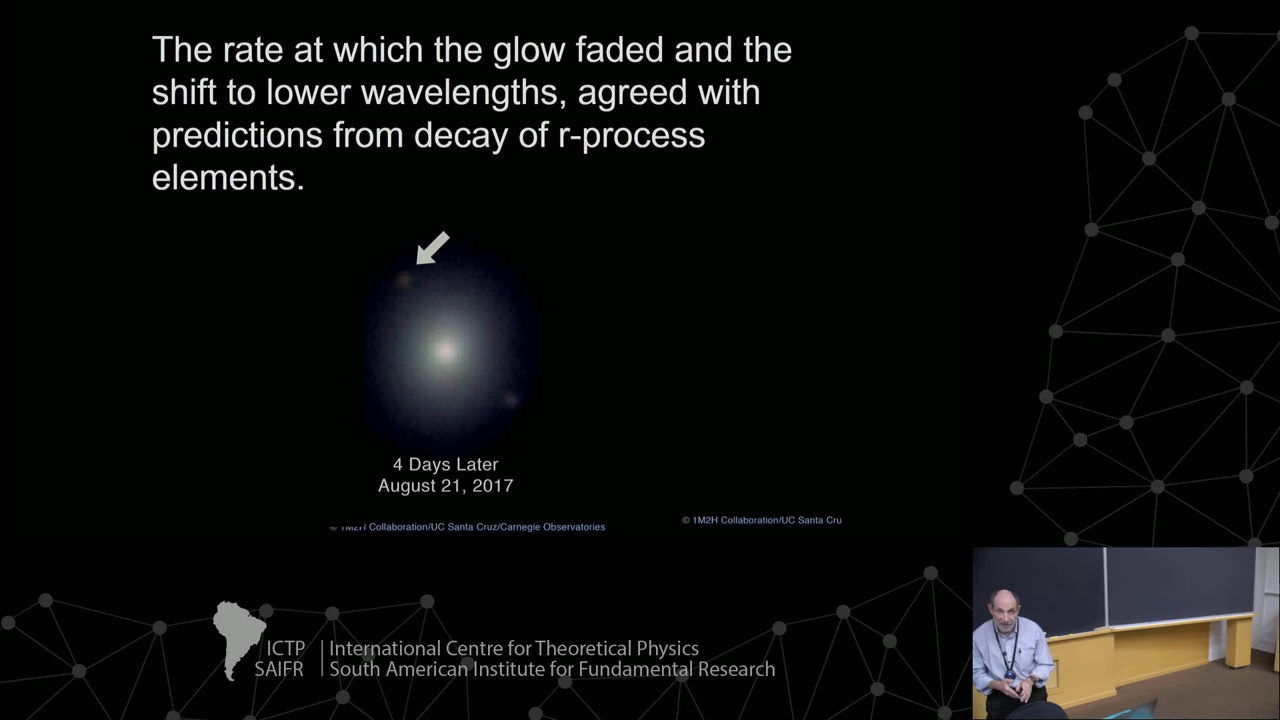 The rate at which the glow faded and the
shift to lower wavelengths, agreed with
predictions from decay of r-process
elements.
4 Days Later
August 21, 2017
© 1M2H Collaboration/UC Santa Cruz/Carnegie Observatories
© 1M2H Collaboration/UC Santa Cru
ICTP
SAIFR
International Centre for Theoretical Physics
South American Institute for Fundamental Research